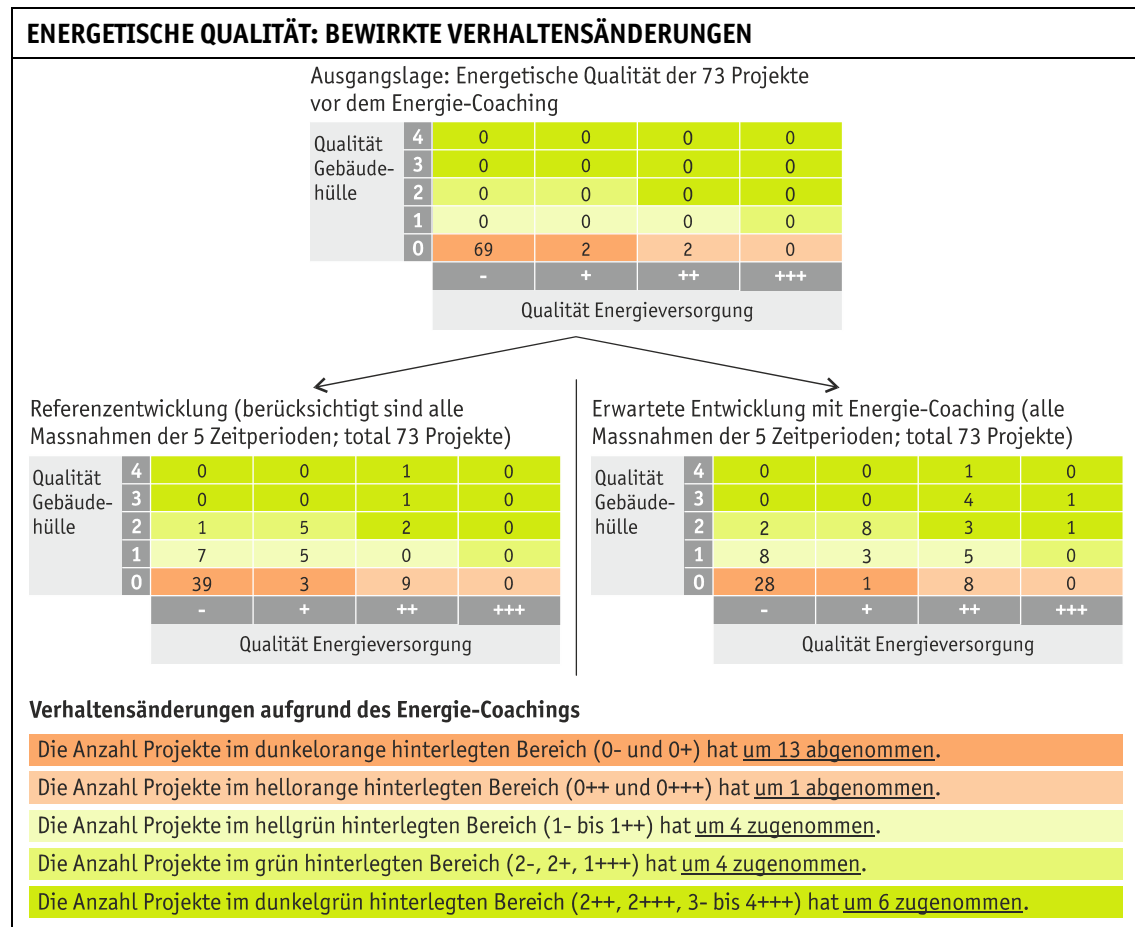 ENERGETISCHE QUALITÄT: BEWIRKTE VERHALTENSÄNDERUNGEN
Ausgangslage: Energetische Qualität der 73 Projekte
vor dem Energie-Coaching
Qualität
Gebäude-
hülle
4 0 0 0 0
3 0 0 0 0
2 0 0 0 0
1 0 0 0 0
0 69 2 2 0
- + ++ +++
Qualität Energieversorgung
Referenzentwicklung (berücksichtigt sind alle
Massnahmen der 5 Zeitperioden; total 73 Projekte)
Qualität
Gebäude-
hülle
4 0 0 1 0
3 0 0 1 0
2 1 5 2 0
1 7 5 0 0
0 39 3 9 0
- + ++ +++
Qualität Energieversorgung
Erwartete Entwicklung mit Energie-Coaching (alle
Massnahmen der 5 Zeitperioden; total 73 Projekte)
Qualität
Gebäude-
hülle
4 0 0 1 0
3 0 0 4 1
2 2 8 3 1
1 8 3 5 0
0 28 1 8 0
- + ++ +++
Qualität Energieversorgung
Verhaltensänderungen aufgrund des Energie-Coachings
Die Anzahl Projekte im dunkelorange hinterlegten Bereich (0- und 0+) hat um 13 abgenommen.
Die Anzahl Projekte im hellorange hinterlegten Bereich (0++ und 0+++) hat um 1 abgenommen.
Die Anzahl Projekte im hellgrün hinterlegten Bereich (1- bis 1++) hat um 4 zugenommen.
Die Anzahl Projekte im grün hinterlegten Bereich (2-, 2+, 1+++) hat um 4 zugenommen.
Die Anzahl Projekte im dunkelgrün hinterlegten Bereich (2++, 2+++, 3- bis 4+++) hat um 6 zugenommen.